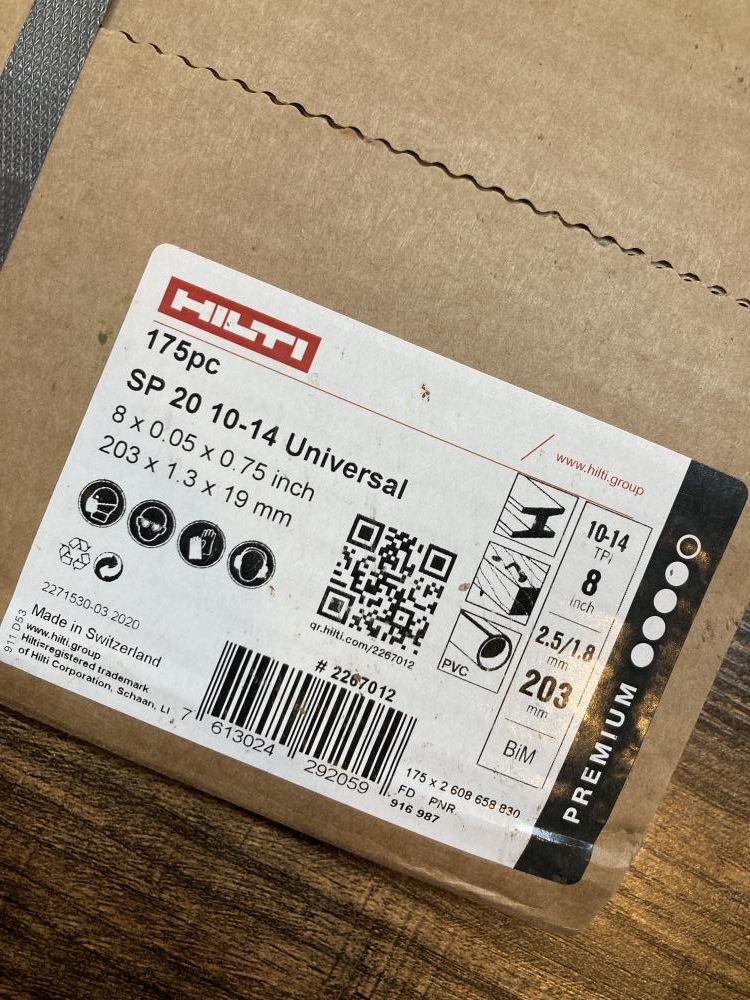 HILTI
175pc
SP 20 10-14 Universal
8 x 0.05 x 0.75 inch
203 x 1.3 x 19 mm
www.hilti.group
qr.hilti.com/2267012
PVC
10-14
TPi
8
inch
2.5/1.8
mm
203
mm
BiM
PREMIUM
2271530-03 2020
Made in Switzerland
www.hilti.group
Hilti=registered trademark
of Hilti Corporation, Schaan, LI
911 D53
# 2267012
7 613024 292059
175 x 2 608 658 830
FD PNR
916 987